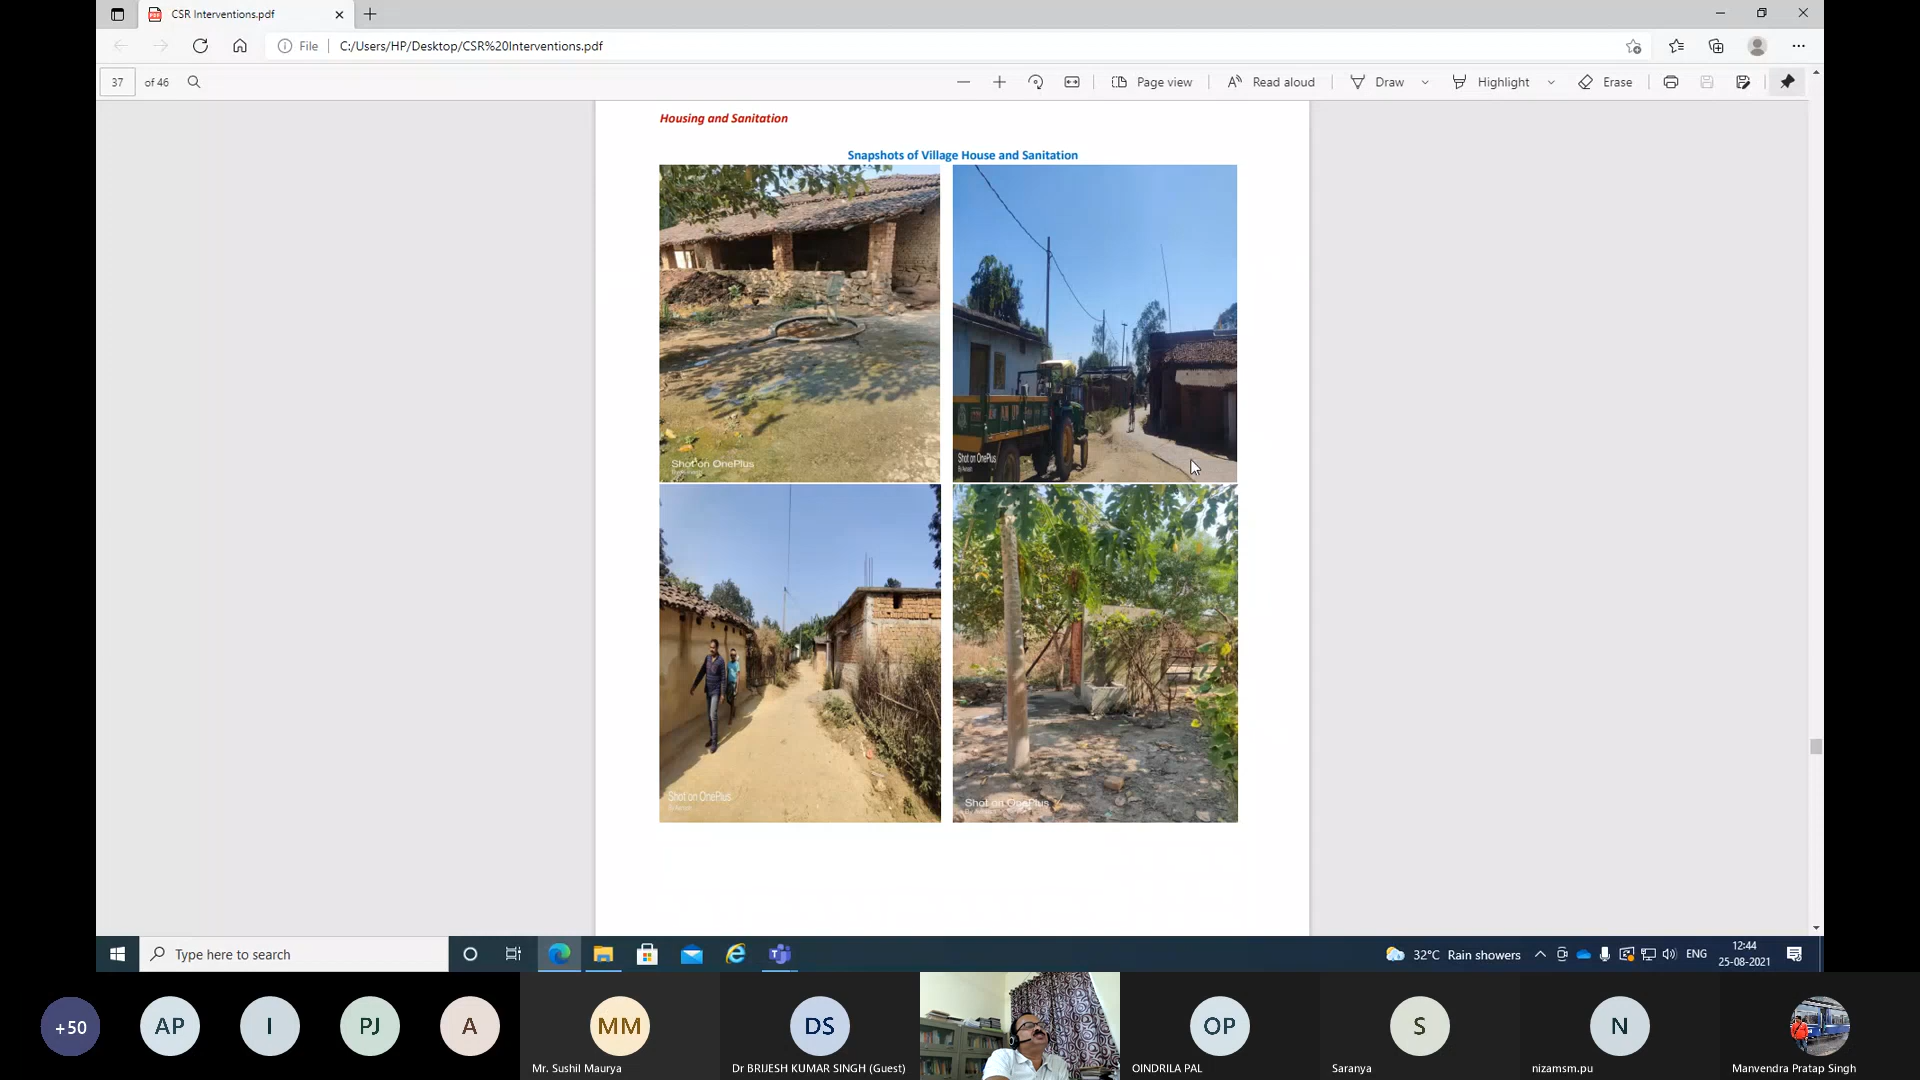 CSR Interventions.pdf
File
C:/Users/HP/Desktop/CSR%20Interventions.pdf
37 of 46
Page view
Read aloud
Draw
Highlight
Erase
Housing and Sanitation
Snapshots of Village House and Sanitation
Shot on OnePlus
Shot on OnePlus
Shot on OnePlus
Shot on OnePlus
Type here to search
32°C Rain showers
ENG
12:44
25-08-2021
+50
AP
I
PJ
A
MM
DS
OP
S
N
Mr. Sushil Maurya
Dr BRIJESH KUMAR SINGH (Guest)
OINDRILA PAL
Saranya
nizamsm.pu
Manvendra Pratap Singh